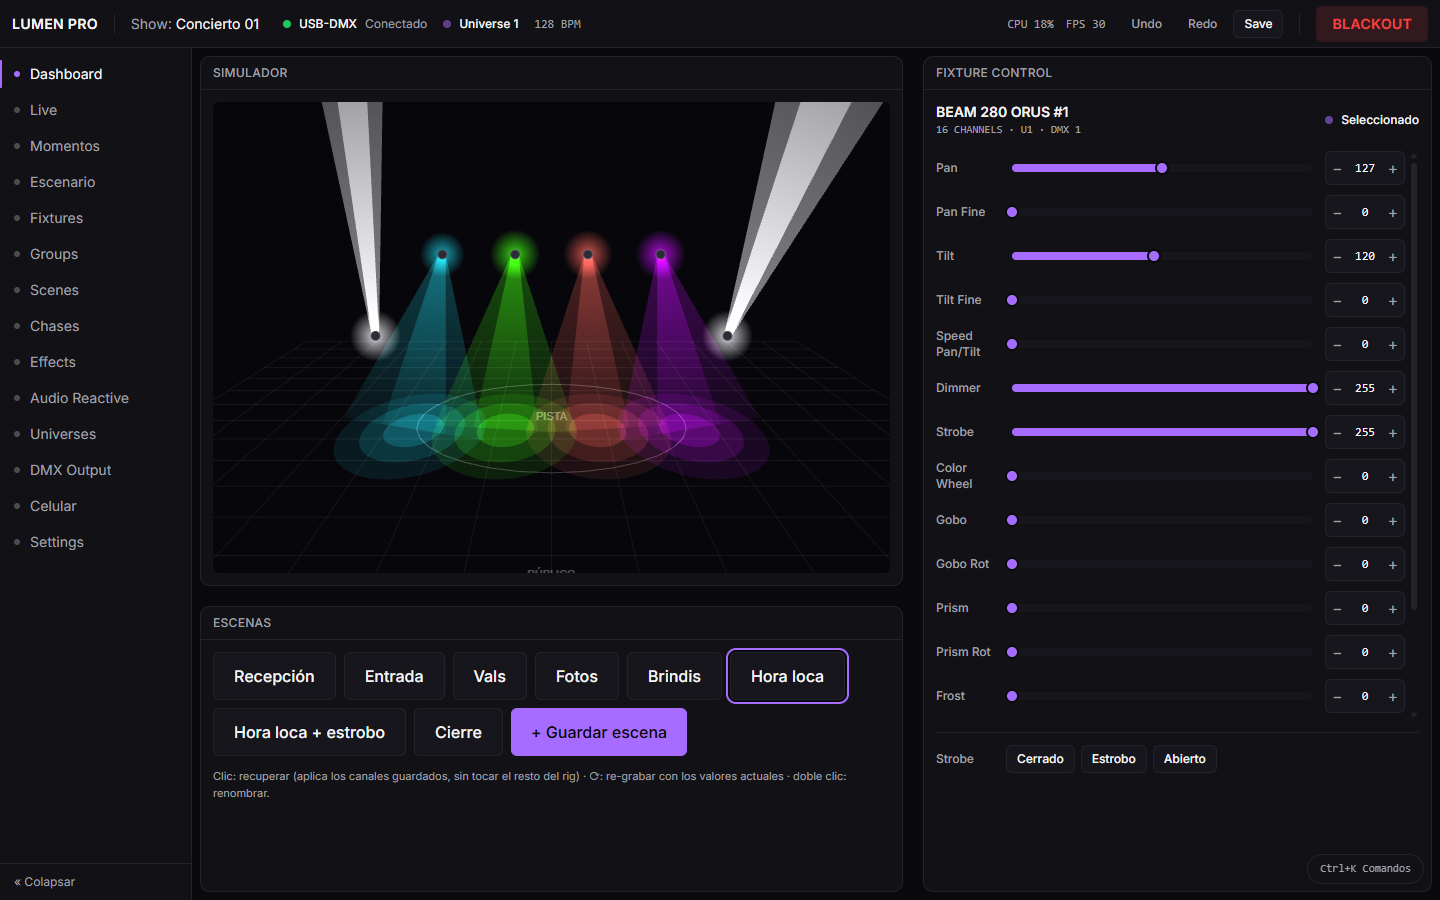 LUMEN PRO
Show: Concierto 01
USB-DMX Conectado
Universe 1
128 BPM
CPU 18% FPS 30
Undo
Redo
Save
BLACKOUT
Dashboard
Live
Momentos
Escenario
Fixtures
Groups
Scenes
Chases
Effects
Audio Reactive
Universes
DMX Output
Celular
Settings
« Colapsar
SIMULADOR
PISTA
PÚBLICO
ESCENAS
Recepción
Entrada
Vals
Fotos
Brindis
Hora loca
Hora loca + estrobo
Cierre
+ Guardar escena
Clic: recuperar (aplica los canales guardados, sin tocar el resto del rig) · ⟳: re-grabar con los valores actuales · doble clic:
renombrar.
FIXTURE CONTROL
BEAM 280 ORUS #1
16 CHANNELS · U1 · DMX 1
Seleccionado
Pan − 127 +
Pan Fine − 0 +
Tilt − 120 +
Tilt Fine − 0 +
Speed
Pan/Tilt − 0 +
Dimmer − 255 +
Strobe − 255 +
Color
Wheel − 0 +
Gobo − 0 +
Gobo Rot − 0 +
Prism − 0 +
Prism Rot − 0 +
Frost − 0 +
Strobe Cerrado Estrobo Abierto
Ctrl+K Comandos